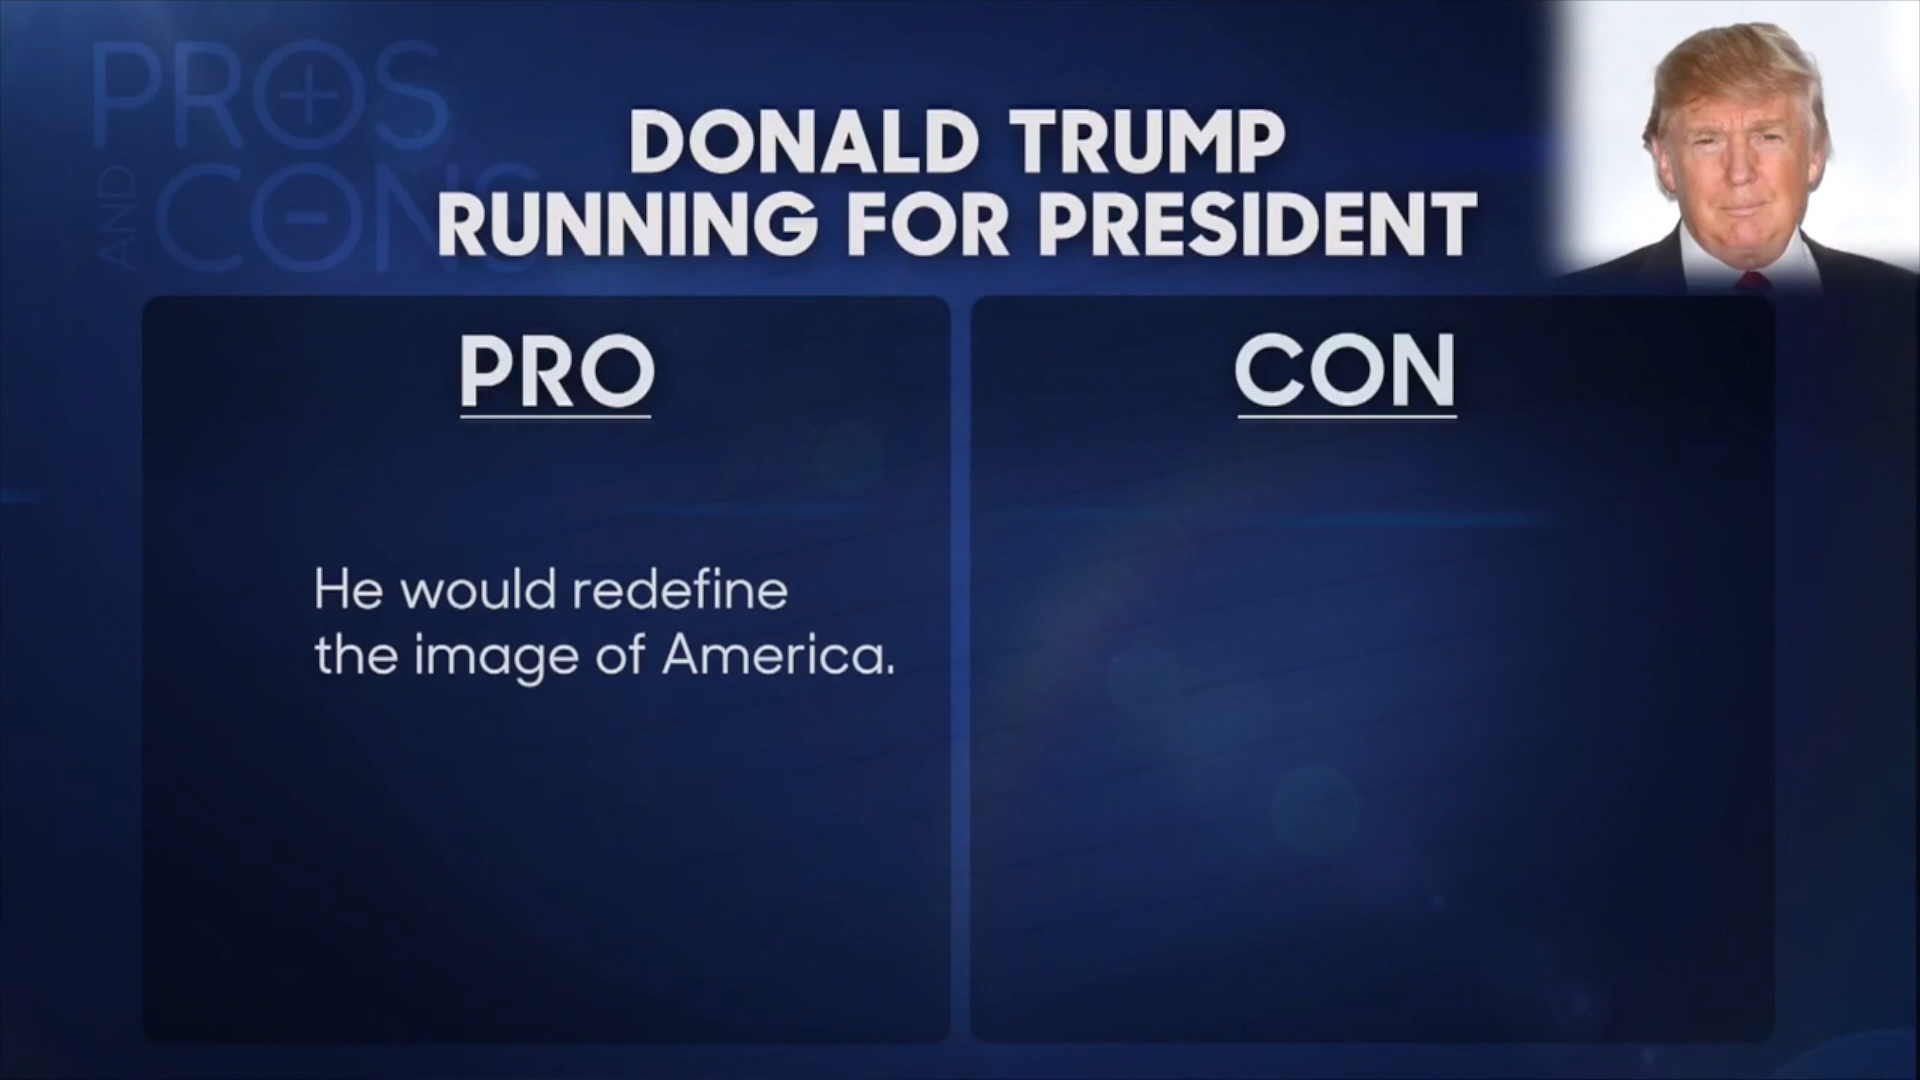 PROS
AND
CONS
DONALD TRUMP
RUNNING FOR PRESIDENT
PRO
CON
He would redefine
the image of America.